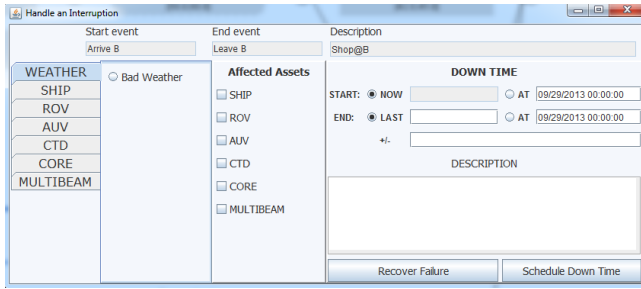 Handle an Interruption
Start event End event Description
Arrive B Leave B Shop@B
WEATHER
SHIP
ROV
AUV
CTD
CORE
MULTIBEAM
Bad Weather
Affected Assets
SHIP
ROV
AUV
CTD
CORE
MULTIBEAM
DOWN TIME
START: NOW AT 09/29/2013 00:00:00
END: LAST AT 09/29/2013 00:00:00
+/-
DESCRIPTION
Recover Failure Schedule Down Time